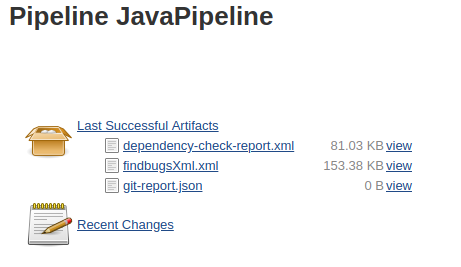 Pipeline JavaPipeline
Last Successful Artifacts
dependency-check-report.xml 81.03 KB view
findbugsXml.xml 153.38 KB view
git-report.json 0 B view
Recent Changes